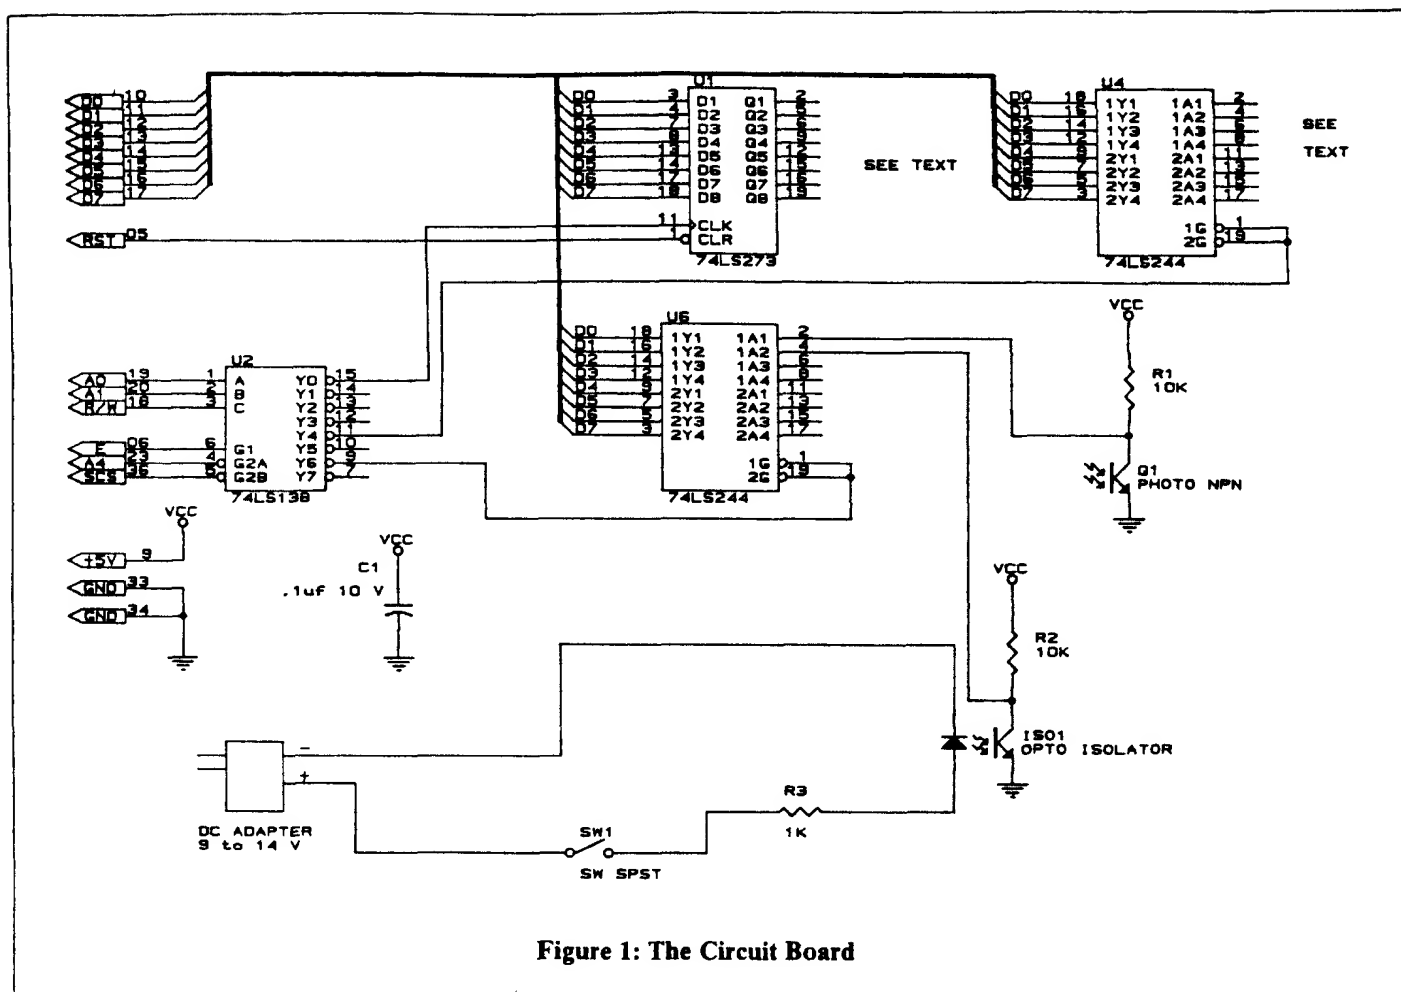 D0 10
D1 11
D2 12
D3 13
D4 14
D5 15
D6 16
D7 17
RST 05
A0 19
A1 20
R/W 18
E 06
A4 23
SCS 36
+5V 9
GND 33
GND 34
VCC
U2
1 A Y0 15
2 B Y1 14
3 C Y2 13
Y3 12
Y4 11
6 G1 Y5 10
4 G2A Y6 9
5 G2B Y7 7
74LS138
U1
D0 3 D1 Q1 2
D1 4 D2 Q2 5
D2 7 D3 Q3 6
D3 8 D4 Q4 9
D4 13 D5 Q5 12
D5 14 D6 Q6 15
D6 17 D7 Q7 16
D7 18 D8 Q8 19
11 CLK
1 CLR
74LS273
SEE TEXT
U4
D0 18 1Y1 1A1 2
D1 16 1Y2 1A2 4
D2 14 1Y3 1A3 6
D3 12 1Y4 1A4 8
D4 9 2Y1 2A1 11
D5 7 2Y2 2A2 13
D6 5 2Y3 2A3 15
D7 3 2Y4 2A4 17
1G 1
2G 19
74LS244
SEE
TEXT
U6
D0 18 1Y1 1A1 2
D1 16 1Y2 1A2 4
D2 14 1Y3 1A3 6
D3 12 1Y4 1A4 8
D4 9 2Y1 2A1 11
D5 7 2Y2 2A2 13
D6 5 2Y3 2A3 15
D7 3 2Y4 2A4 17
1G 1
2G 19
74LS244
VCC
R1
10K
Q1
PHOTO NPN
VCC
C1
.1uf 10 V
VCC
R2
10K
ISO1
OPTO ISOLATOR
-
+
DC ADAPTER
9 to 14 V
SW1
SW SPST
R3
1K
Figure 1: The Circuit Board